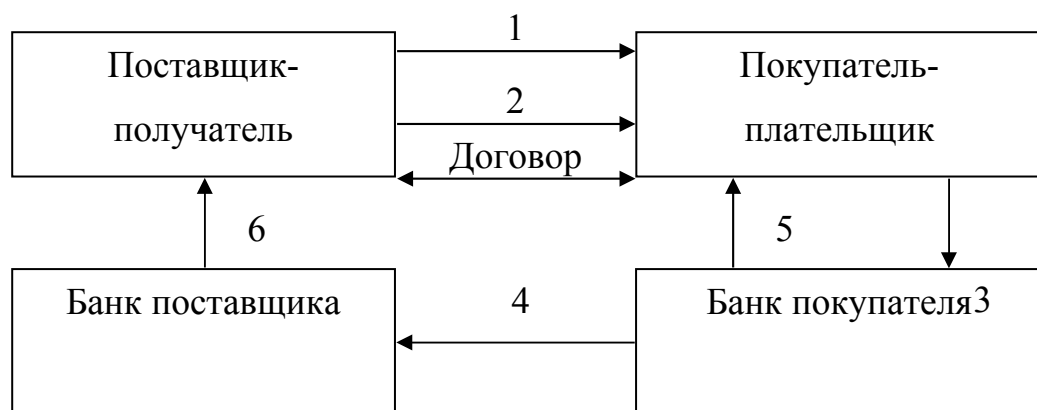 1
Поставщик-
получатель
Покупатель-
плательщик
2
Договор
6
5
Банк поставщика
4
Банк покупателя3